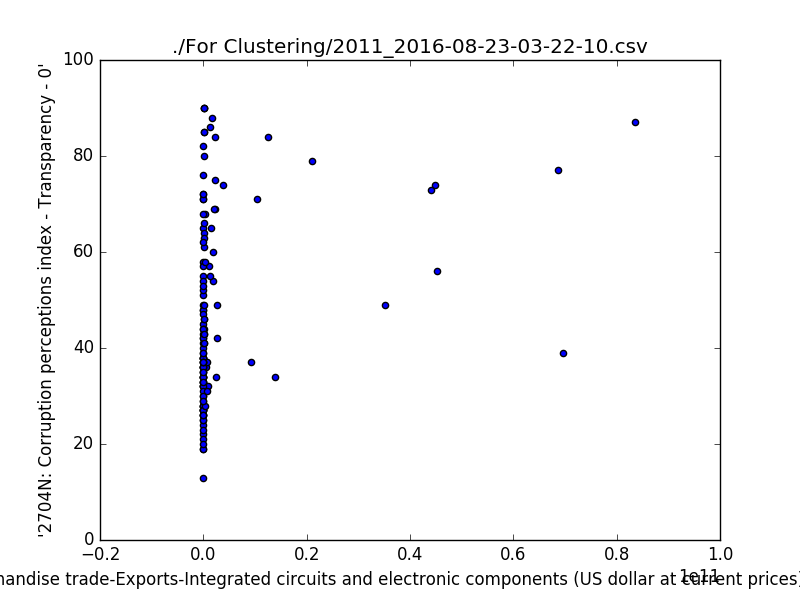 ./For Clustering/2011_2016-08-23-03-22-10.csv
'2704N: Corruption perceptions index - Transparency - 0'
100
80
60
40
20
0
−0.2 0.0 0.2 0.4 0.6 0.8 1.0
1e11
handise trade-Exports-Integrated circuits and electronic components (US dollar at current prices)